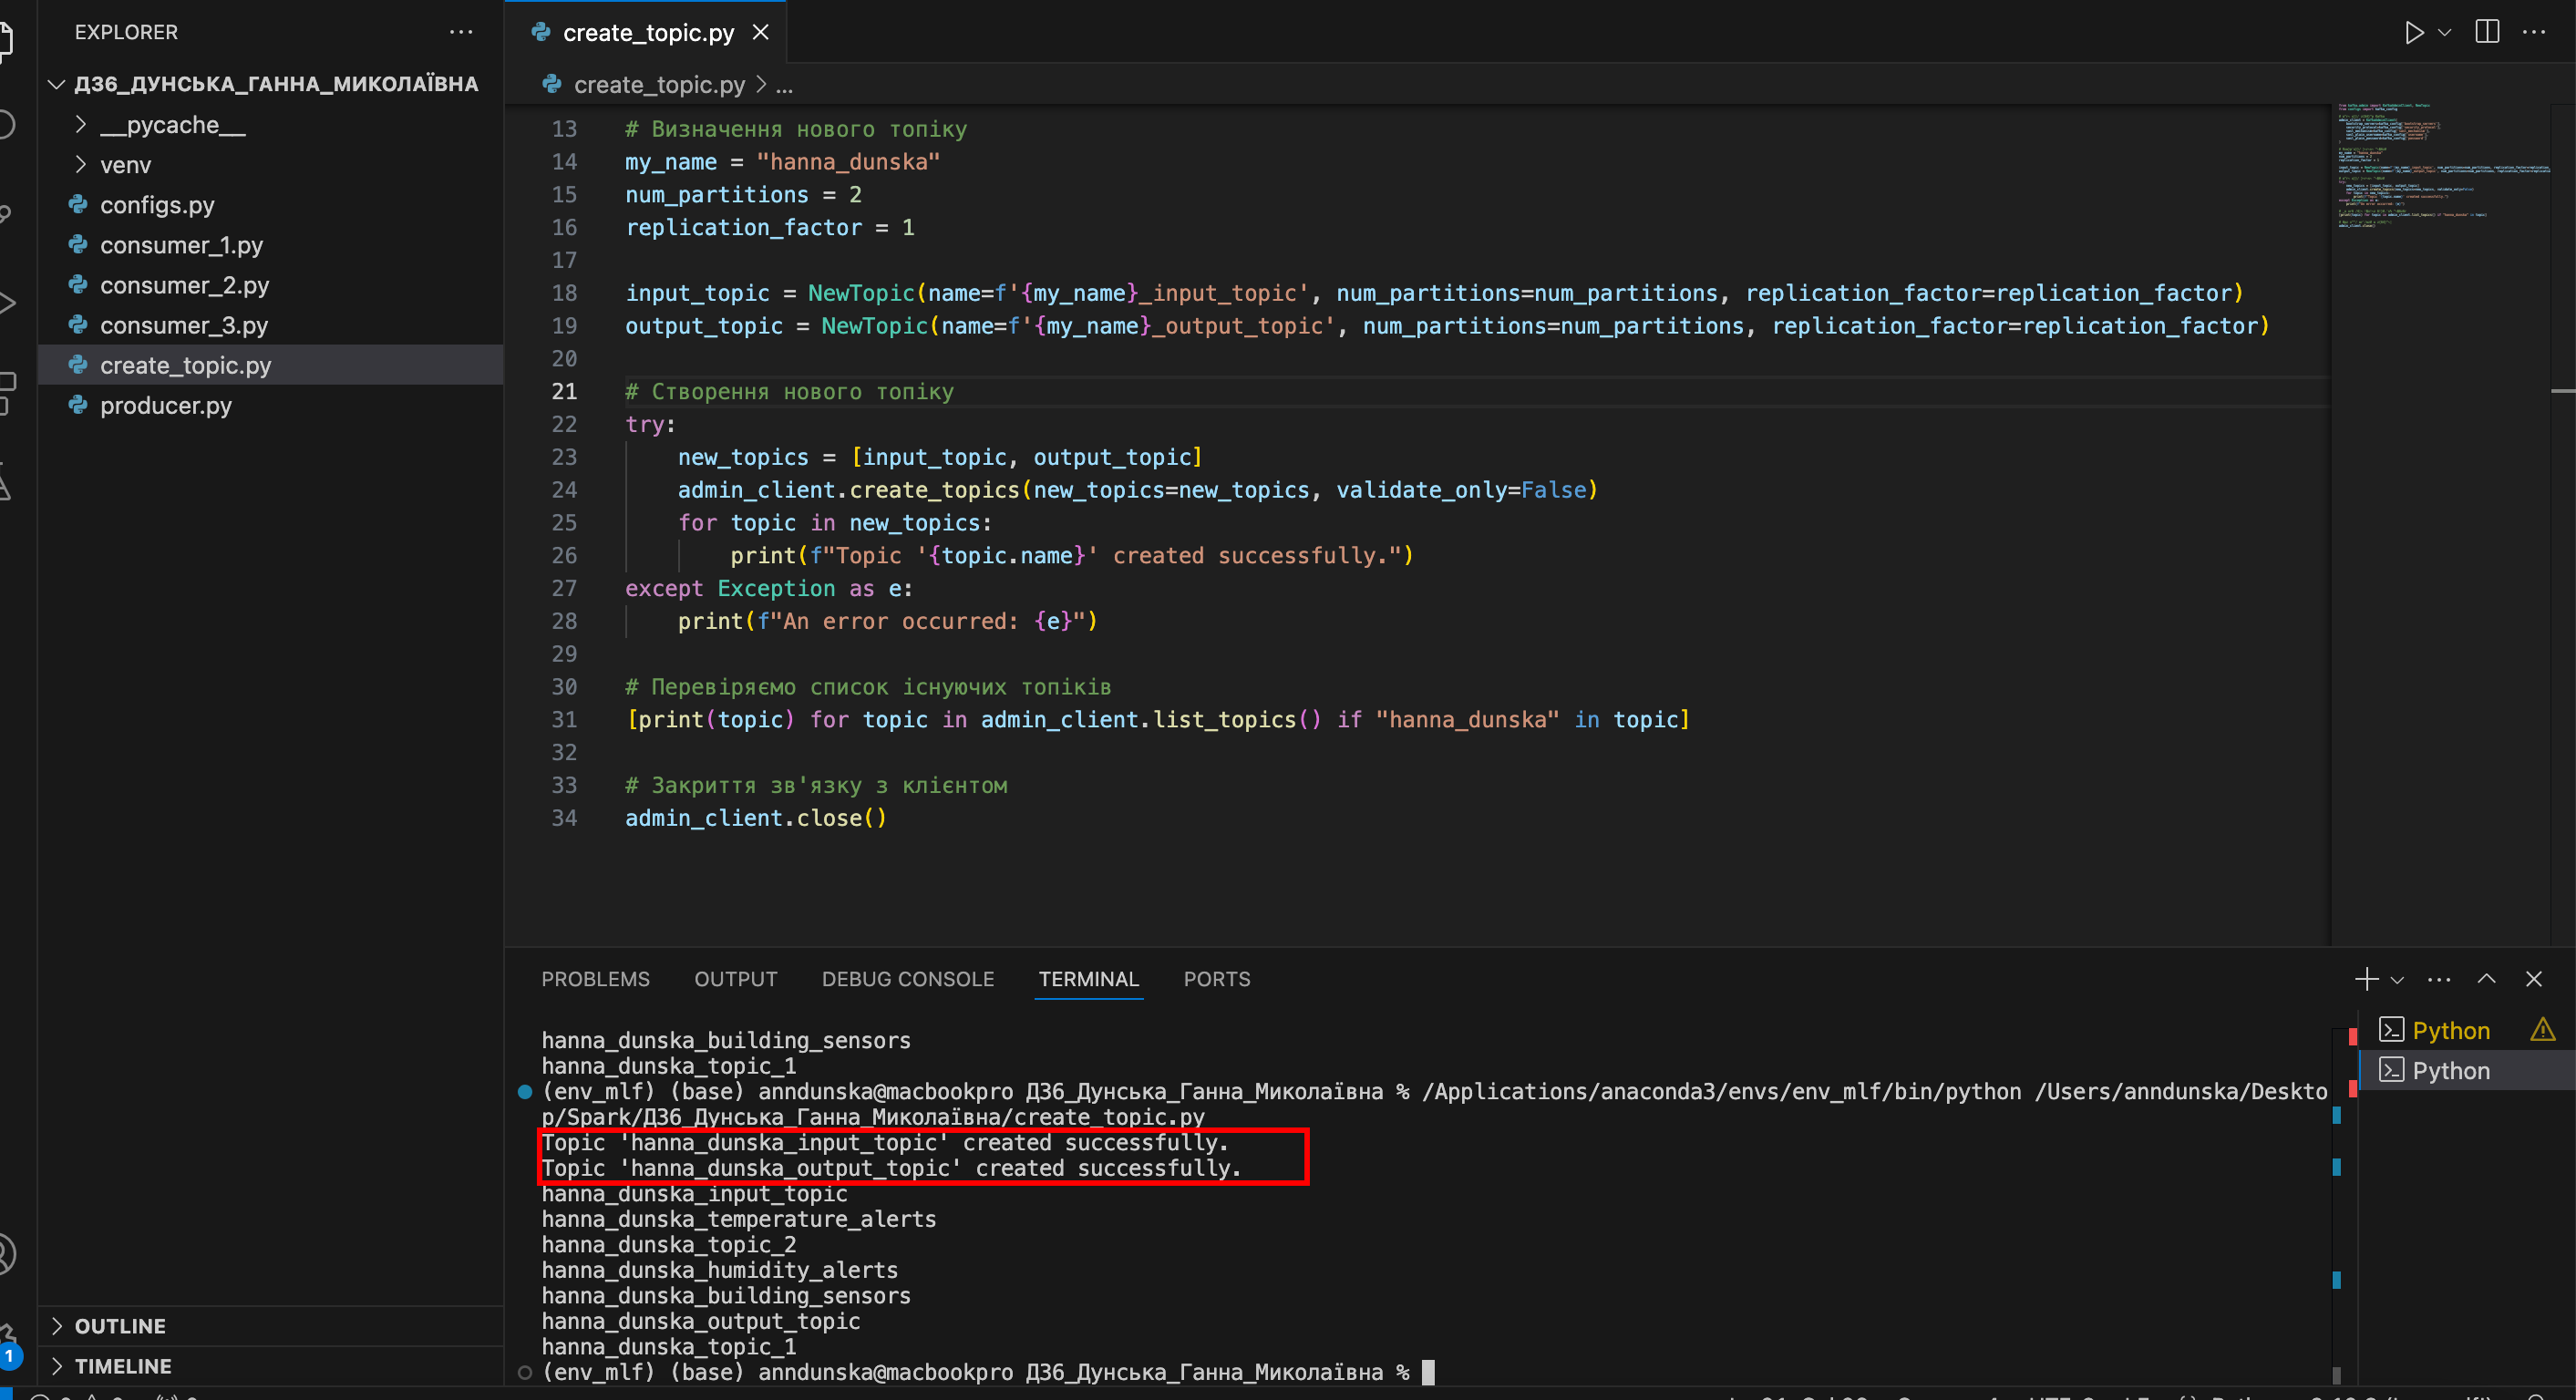 EXPLORER
ДЗ6_ДУНСЬКА_ГАННА_МИКОЛАЇВНА
__pycache__
venv
configs.py
consumer_1.py
consumer_2.py
consumer_3.py
create_topic.py
producer.py
OUTLINE
TIMELINE
1
create_topic.py
create_topic.py > ...
13 # Визначення нового топіку
14 my_name = "hanna_dunska"
15 num_partitions = 2
16 replication_factor = 1
17
18 input_topic = NewTopic(name=f'{my_name}_input_topic', num_partitions=num_partitions, replication_factor=replication_factor)
19 output_topic = NewTopic(name=f'{my_name}_output_topic', num_partitions=num_partitions, replication_factor=replication_factor)
20
21 # Створення нового топіку
22 try:
23     new_topics = [input_topic, output_topic]
24     admin_client.create_topics(new_topics=new_topics, validate_only=False)
25     for topic in new_topics:
26         print(f"Topic '{topic.name}' created successfully.")
27 except Exception as e:
28     print(f"An error occurred: {e}")
29
30 # Перевіряємо список існуючих топіків
31 [print(topic) for topic in admin_client.list_topics() if "hanna_dunska" in topic]
32
33 # Закриття зв'язку з клієнтом
34 admin_client.close()
PROBLEMS OUTPUT DEBUG CONSOLE TERMINAL PORTS
hanna_dunska_building_sensors
hanna_dunska_topic_1
(env_mlf) (base) anndunska@macbookpro ДЗ6_Дунська_Ганна_Миколаївна % /Applications/anaconda3/envs/env_mlf/bin/python /Users/anndunska/Deskto
p/Spark/ДЗ6_Дунська_Ганна_Миколаївна/create_topic.py
Topic 'hanna_dunska_input_topic' created successfully.
Topic 'hanna_dunska_output_topic' created successfully.
hanna_dunska_input_topic
hanna_dunska_temperature_alerts
hanna_dunska_topic_2
hanna_dunska_humidity_alerts
hanna_dunska_building_sensors
hanna_dunska_output_topic
hanna_dunska_topic_1
(env_mlf) (base) anndunska@macbookpro ДЗ6_Дунська_Ганна_Миколаївна %
Python
Python